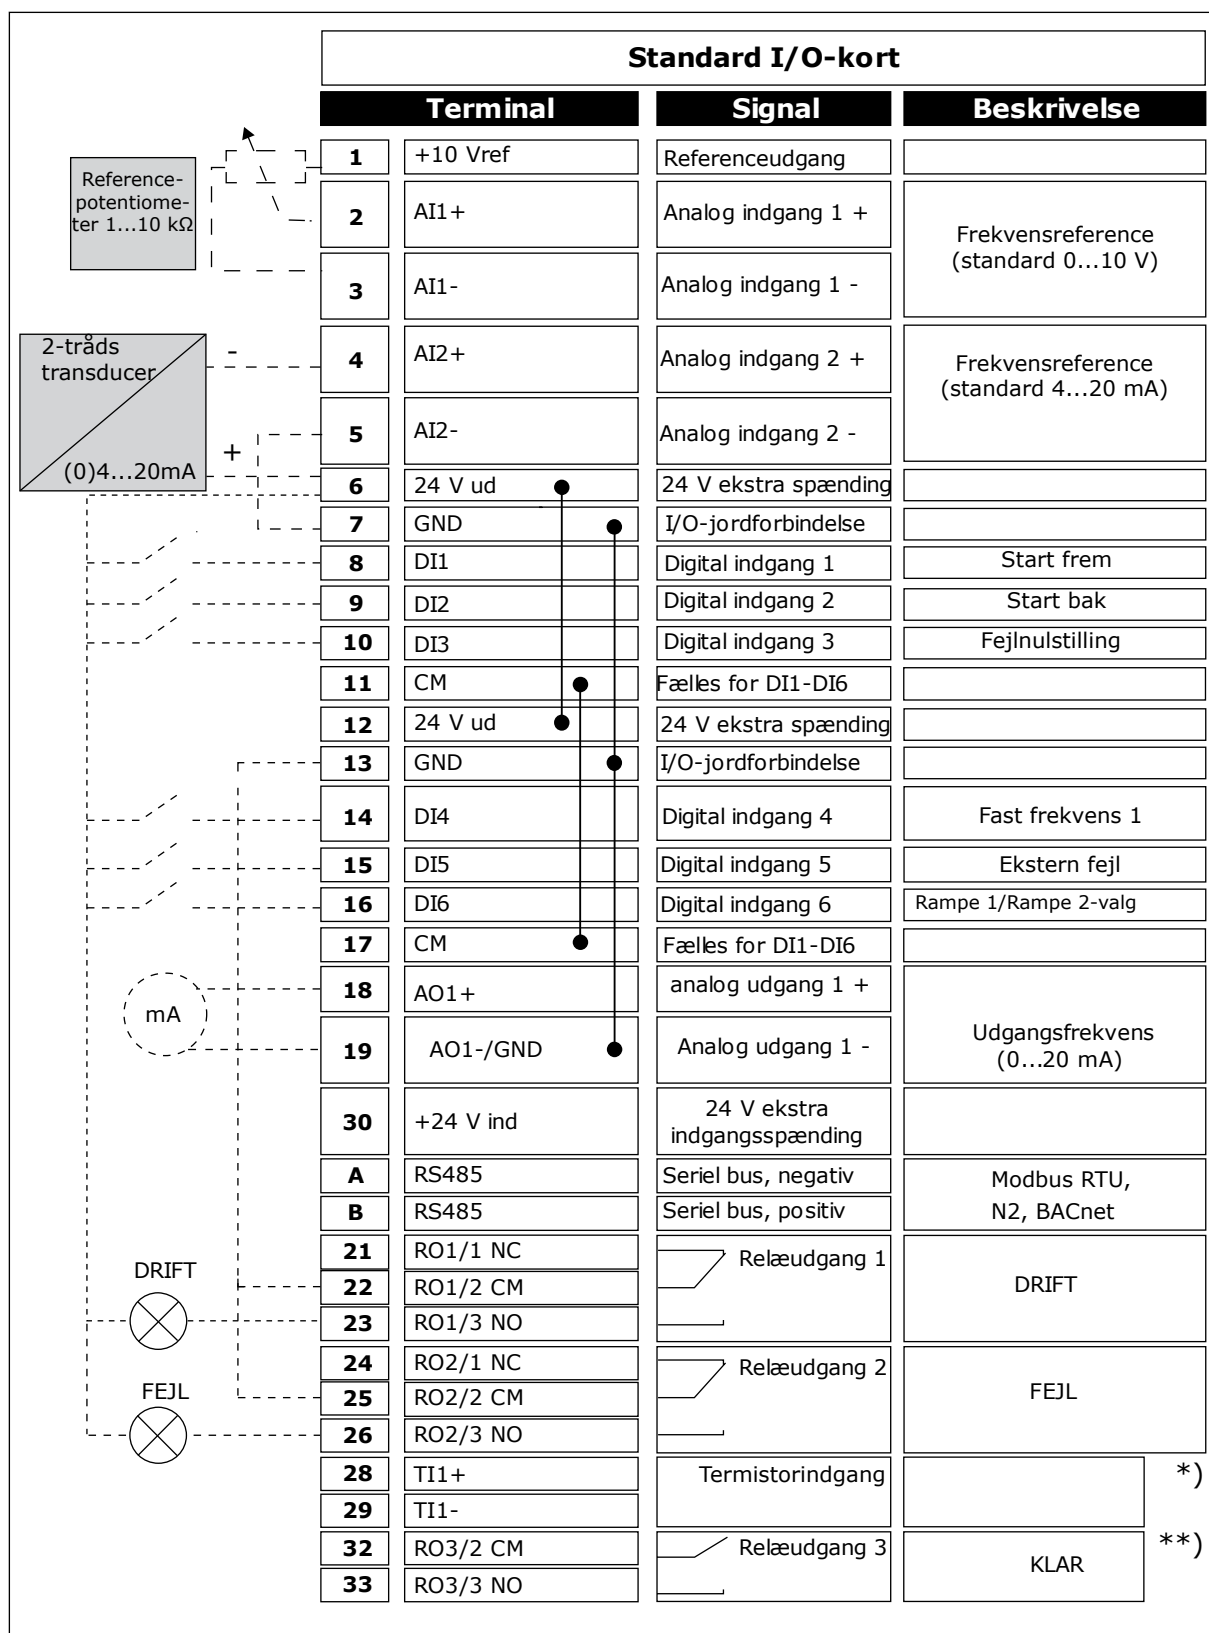 Standard I/O-kort
Terminal Signal Beskrivelse
Reference-
potentiome-
ter 1...10 kΩ
1 +10 Vref Referenceudgang
2 AI1+ Analog indgang 1 +
Frekvensreference
(standard 0...10 V)
3 AI1- Analog indgang 1 -
2-tråds
transducer
-
+
(0)4...20mA
4 AI2+ Analog indgang 2 +
Frekvensreference
(standard 4...20 mA)
5 AI2- Analog indgang 2 -
6 24 V ud 24 V ekstra spænding
7 GND I/O-jordforbindelse
8 DI1 Digital indgang 1 Start frem
9 DI2 Digital indgang 2 Start bak
10 DI3 Digital indgang 3 Fejlnulstilling
11 CM Fælles for DI1-DI6
12 24 V ud 24 V ekstra spænding
13 GND I/O-jordforbindelse
14 DI4 Digital indgang 4 Fast frekvens 1
15 DI5 Digital indgang 5 Ekstern fejl
16 DI6 Digital indgang 6 Rampe 1/Rampe 2-valg
17 CM Fælles for DI1-DI6
mA
18 AO1+ analog udgang 1 +
19 AO1-/GND Analog udgang 1 -
Udgangsfrekvens
(0...20 mA)
30 +24 V ind 24 V ekstra
indgangsspænding
A RS485 Seriel bus, negativ Modbus RTU,
B RS485 Seriel bus, positiv N2, BACnet
21 RO1/1 NC Relæudgang 1
DRIFT
22 RO1/2 CM DRIFT
23 RO1/3 NO
24 RO2/1 NC Relæudgang 2
FEJL
25 RO2/2 CM FEJL
26 RO2/3 NO
28 TI1+ Termistorindgang *)
29 TI1-
32 RO3/2 CM Relæudgang 3 **)
KLAR
33 RO3/3 NO